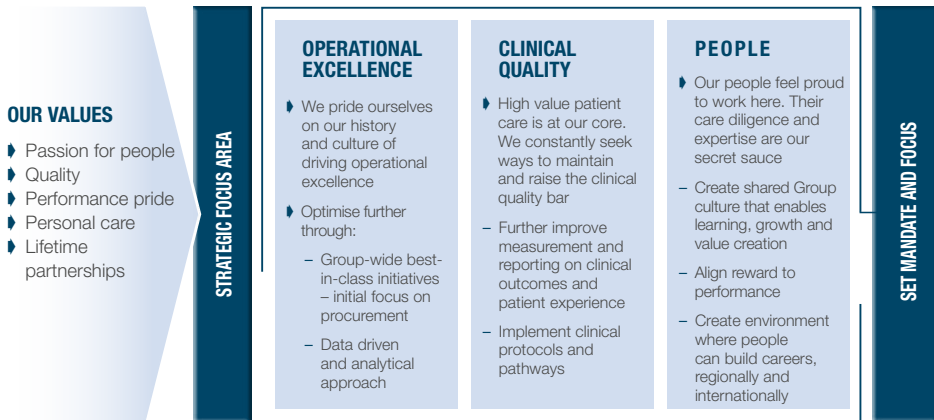 OUR VALUES
Passion for people
Quality
Performance pride
Personal care
Lifetime
partnerships
STRATEGIC FOCUS AREA
OPERATIONAL
EXCELLENCE
We pride ourselves
on our history
and culture of
driving operational
excellence
Optimise further
through:
– Group-wide best-
in-class initiatives
– initial focus on
procurement
– Data driven
and analytical
approach
CLINICAL
QUALITY
High value patient
care is at our core.
We constantly seek
ways to maintain
and raise the clinical
quality bar
– Further improve
measurement and
reporting on clinical
outcomes and
patient experience
– Implement clinical
protocols and
pathways
PEOPLE
Our people feel proud
to work here. Their
care diligence and
expertise are our
secret sauce
– Create shared Group
culture that enables
learning, growth and
value creation
– Align reward to
performance
– Create environment
where people
can build careers,
regionally and
internationally
SET MANDATE AND FOCUS